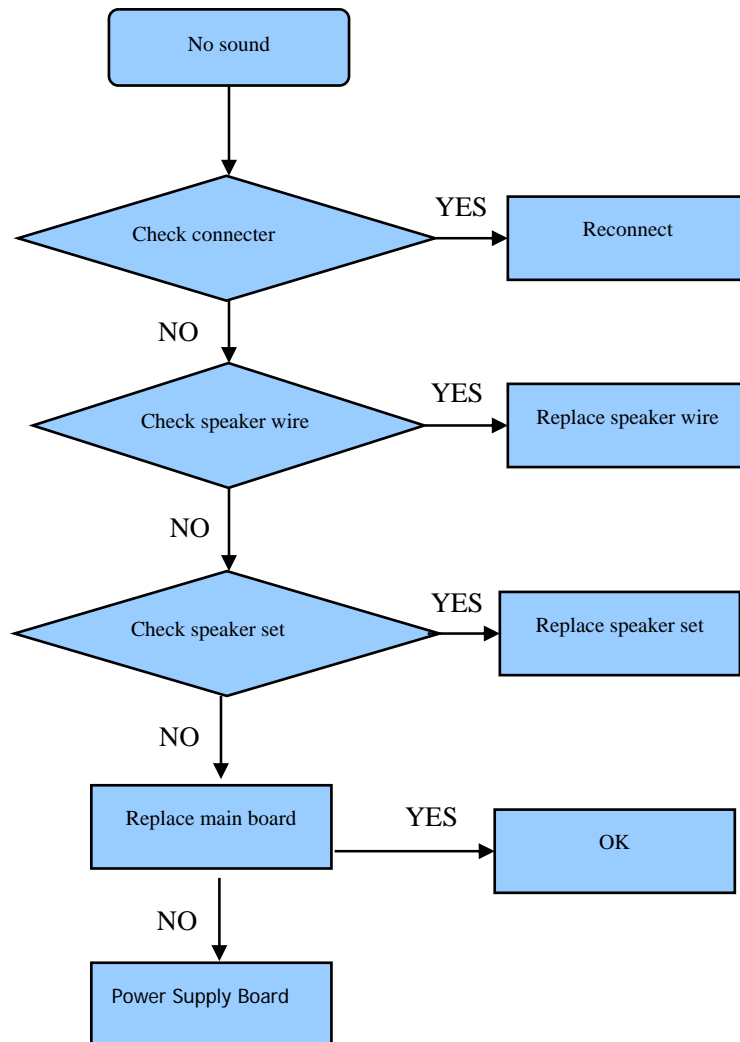 No sound
YES
Check connecter
Reconnect
NO
YES
Check speaker wire
Replace speaker wire
NO
YES
Check speaker set
Replace speaker set
NO
Replace main board
YES
OK
NO
Power Supply Board